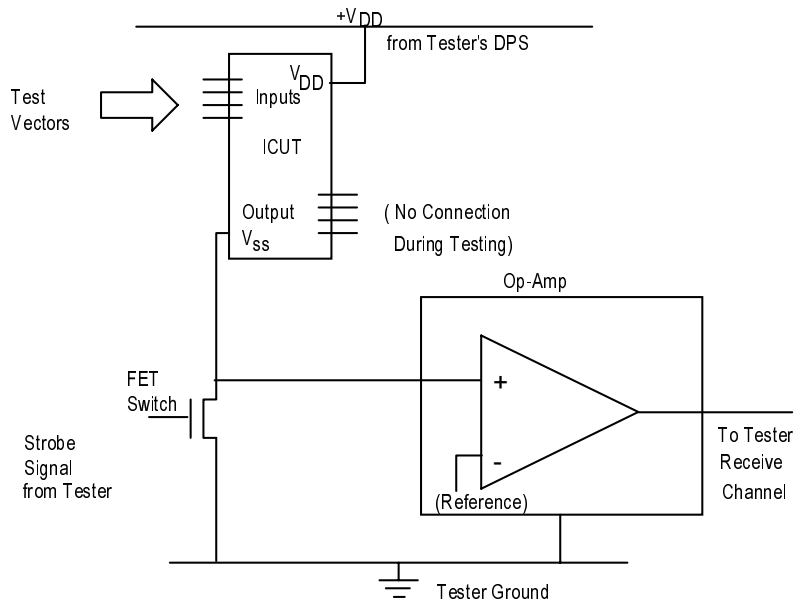 +VDD
from Tester's DPS
Test
Vectors
VDD
Inputs
ICUT
Output
Vss
( No Connection
During Testing)
Op-Amp
FET
Switch
+
-
(Reference)
Strobe
Signal
from Tester
To Tester
Receive
Channel
Tester Ground